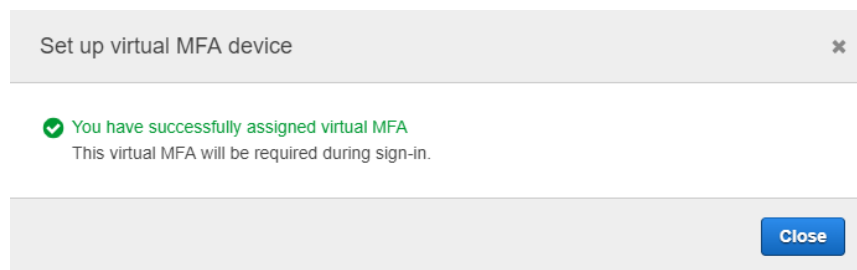 Set up virtual MFA device
You have successfully assigned virtual MFA
This virtual MFA will be required during sign-in.
Close